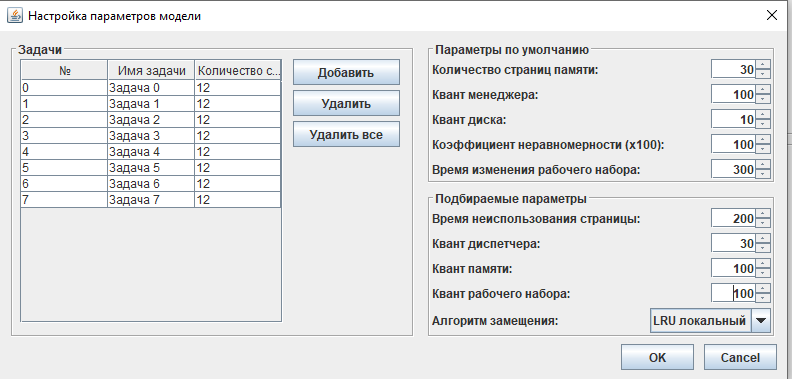 Настройка параметров модели
Задачи
№ Имя задачи Количество с...
0 Задача 0 12
1 Задача 1 12
2 Задача 2 12
3 Задача 3 12
4 Задача 4 12
5 Задача 5 12
6 Задача 6 12
7 Задача 7 12
Добавить
Удалить
Удалить все
Параметры по умолчанию
Количество страниц памяти: 30
Квант менеджера: 100
Квант диска: 10
Коэффициент неравномерности (x100): 100
Время изменения рабочего набора: 300
Подбираемые параметры
Время неиспользования страницы: 200
Квант диспетчера: 30
Квант памяти: 100
Квант рабочего набора: 100
Алгоритм замещения: LRU локальный
OK Cancel